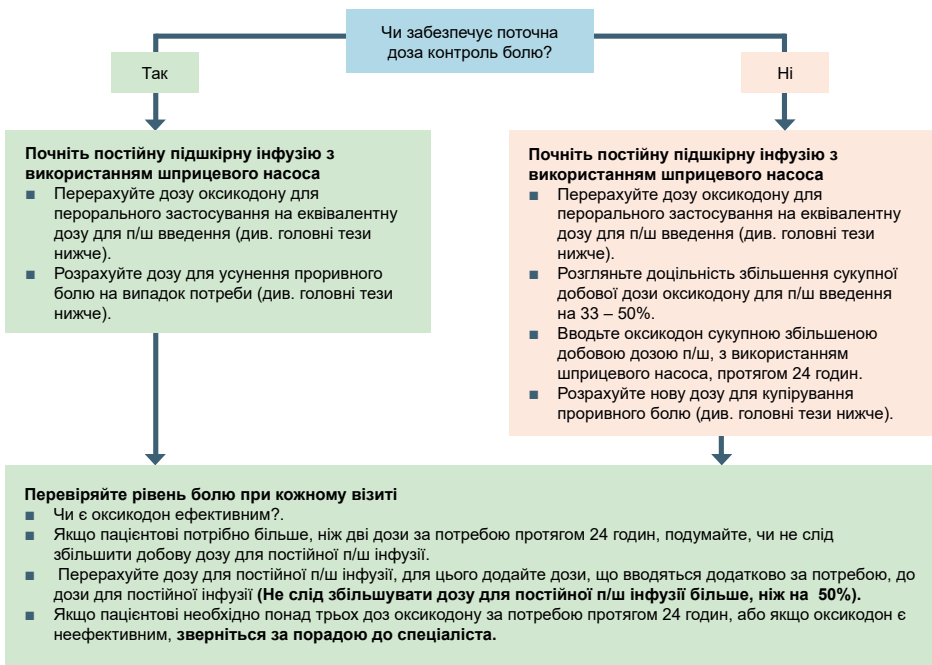 Чи забезпечує поточна
доза контроль болю?
Так
Ні
Почніть постійну підшкірну інфузію з
використанням шприцевого насоса
■ Перерахуйте дозу оксикодону для
перорального застосування на еквівалентну
дозу для п/ш введення (див. головні тези
нижче).
■ Розрахуйте дозу для усунення проривного
болю на випадок потреби (див. головні тези
нижче).
Почніть постійну підшкірну інфузію з
використанням шприцевого насоса
■ Перерахуйте дозу оксикодону для
перорального застосування на еквівалентну
дозу для п/ш введення (див. головні тези
нижче).
■ Розгляньте доцільність збільшення сукупної
добової дози оксикодону для п/ш введення
на 33 – 50%.
■ Вводьте оксикодон сукупною збільшеною
добовою дозою п/ш, з використанням
шприцевого насоса, протягом 24 годин.
■ Розрахуйте нову дозу для купірування
проривного болю (див. головні тези нижче).
Перевіряйте рівень болю при кожному візиті
■ Чи є оксикодон ефективним?.
■ Якщо пацієнтові потрібно більше, ніж дві дози за потребою протягом 24 годин, подумайте, чи не слід
збільшити добову дозу для постійної п/ш інфузії.
■ Перерахуйте дозу для постійної п/ш інфузії, для цього додайте дози, що вводяться додатково за потребою, до
дози для постійної інфузії (Не слід збільшувати дозу для постійної п/ш інфузії більше, ніж на 50%).
■ Якщо пацієнтові необхідно понад трьох доз оксикодону за потребою протягом 24 годин, або якщо оксикодон є
неефективним, зверніться за порадою до спеціаліста.